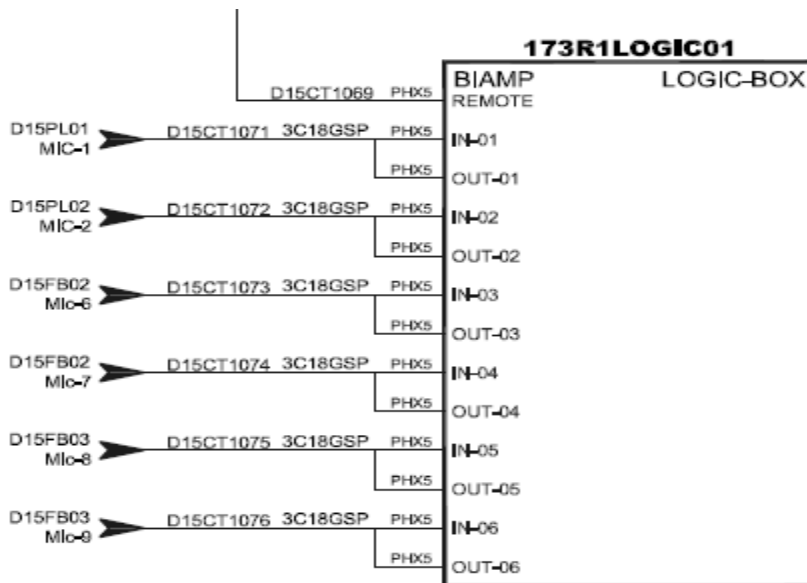 173R1LOGIC01
BIAMP LOGIC-BOX
D15CT1069 PHX5 REMOTE
D15PL01 D15CT1071 3C18GSP PHX5 IN-01
MIC-1
PHX5 OUT-01
D15PL02 D15CT1072 3C18GSP PHX5 IN-02
MIC-2
PHX5 OUT-02
D15FB02 D15CT1073 3C18GSP PHX5 IN-03
Mic-6
PHX5 OUT-03
D15FB02 D15CT1074 3C18GSP PHX5 IN-04
Mic-7
PHX5 OUT-04
D15FB03 D15CT1075 3C18GSP PHX5 IN-05
Mic-8
PHX5 OUT-05
D15FB03 D15CT1076 3C18GSP PHX5 IN-06
Mic-9
PHX5 OUT-06